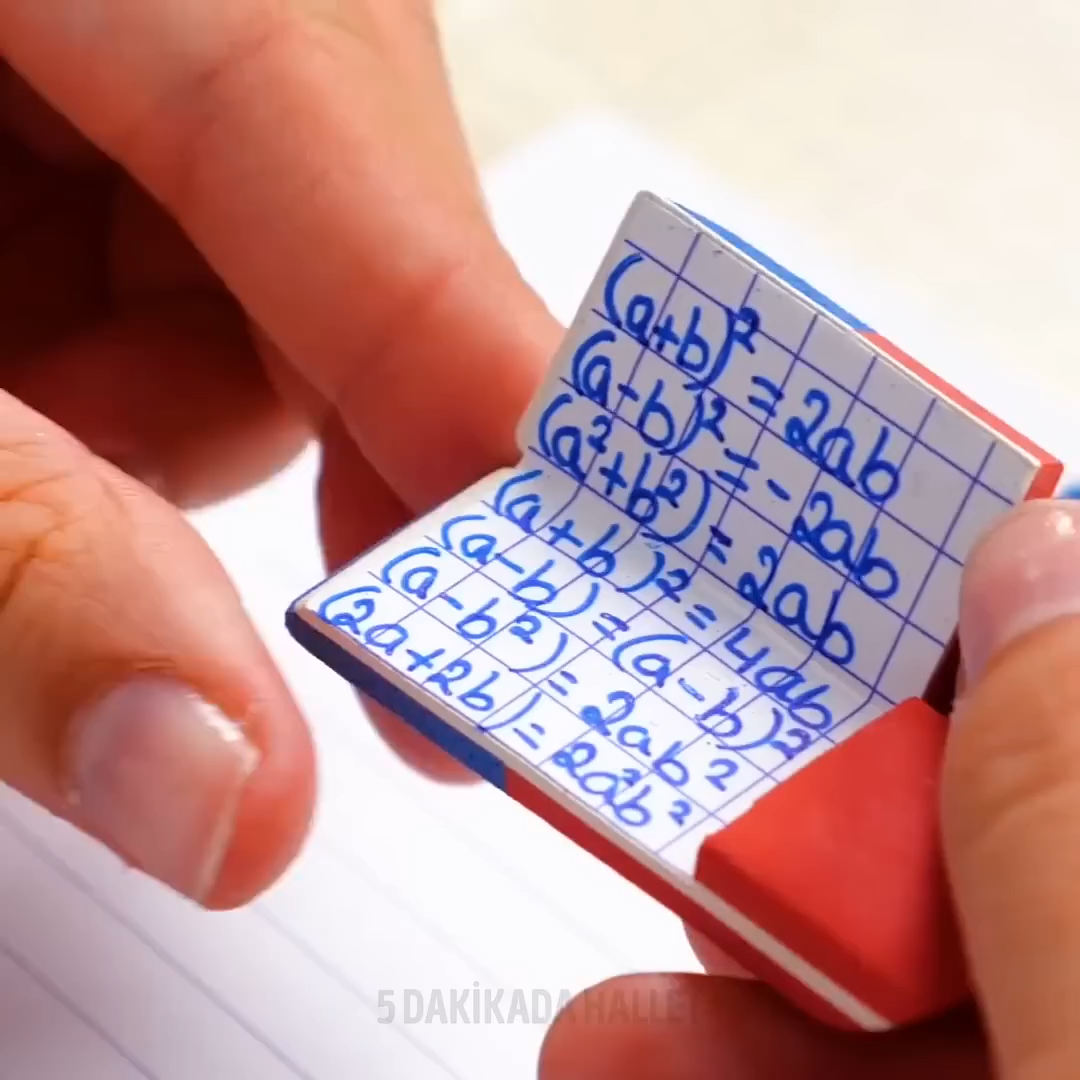 (a+b)² = 2ab
(a-b)² = - 2ab
(a²+b²) = 2ab
(a+b)² = 4ab
(a-b) = (a-b)²
(a-b²) = 2ab²
(2a+2b) = 2a²b²
5 DAKİKADA HALLET